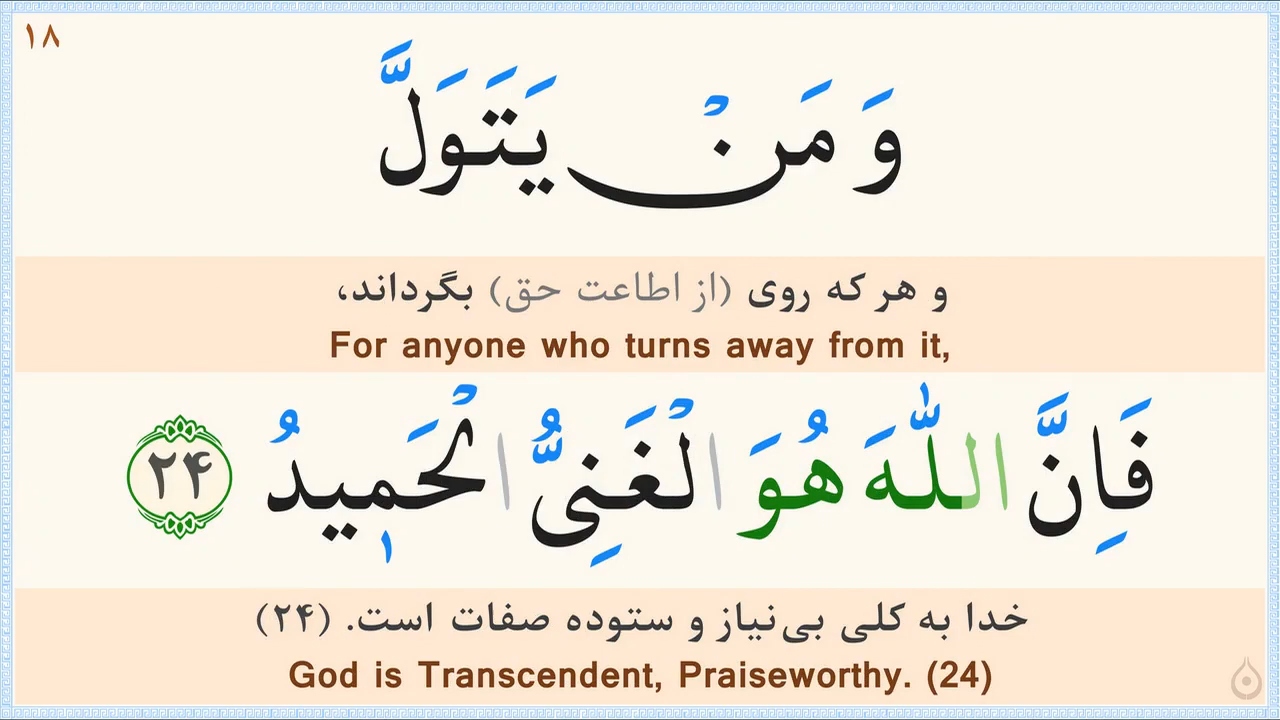 ۱۸
وَ مَنْ يَتَوَلَّ
و هر که روی (از اطاعت حق) بگرداند،
For anyone who turns away from it,
فَاِنَّ اللّٰهَ هُوَ الْغَنِيُّ الْحَمٖيدُ ۲۴
خدا به کلی بی‌نیاز و ستوده صفات است. (۲۴)
God is Transcendent, Praiseworthy. (24)